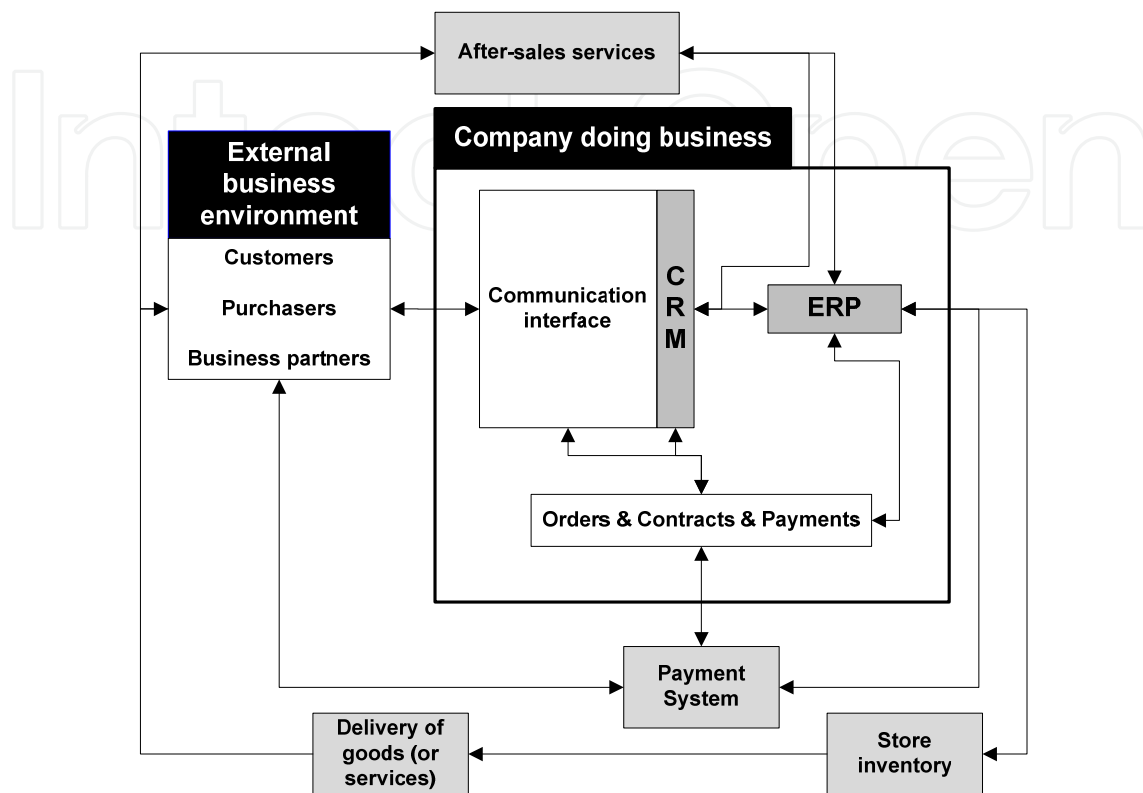 After-sales services
Company doing business
External
business
environment
Customers
Purchasers
Business partners
Communication
interface
C
R
M
ERP
Orders & Contracts & Payments
Payment
System
Delivery of
goods (or
services)
Store
inventory